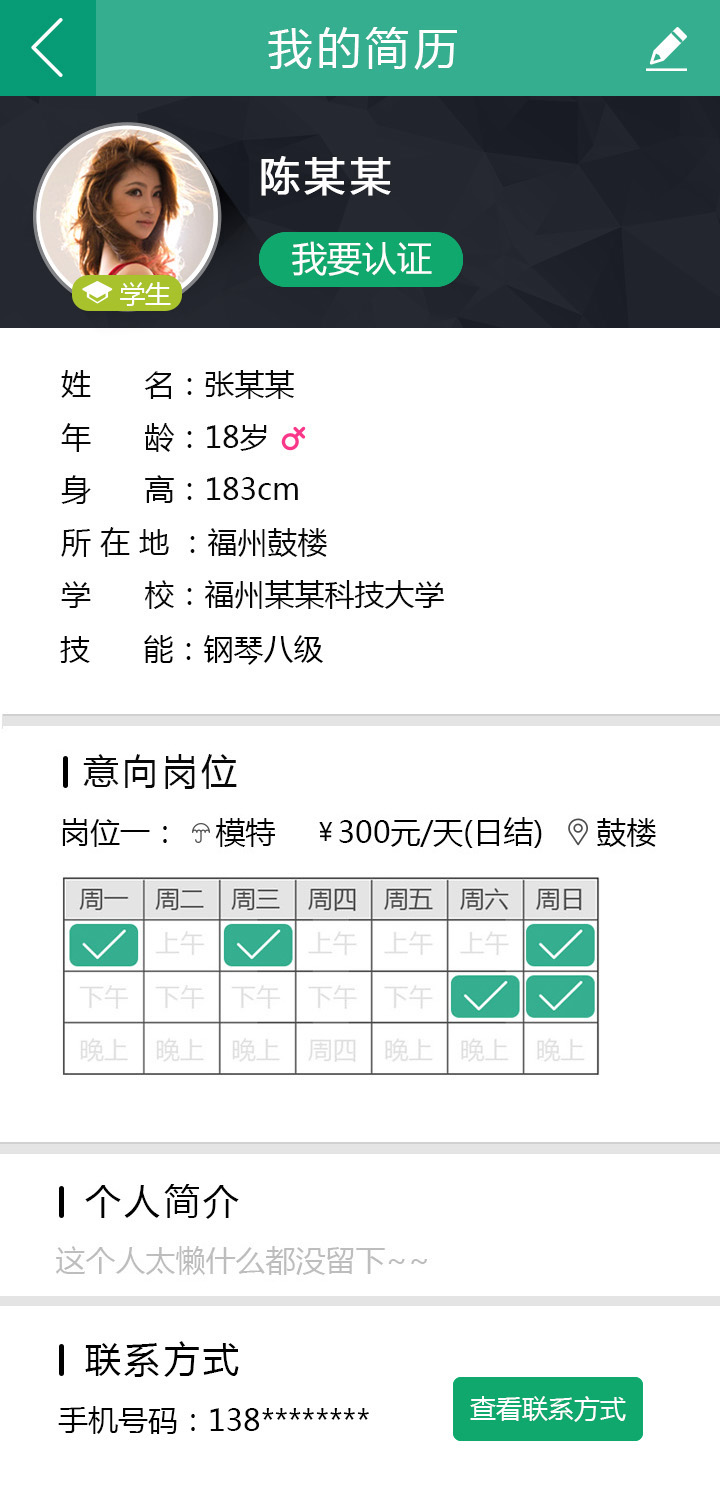 我的简历
陈某某
我要认证
学生
姓 名：张某某
年 龄：18岁
身 高：183cm
所在地：福州鼓楼
学 校：福州某某科技大学
技 能：钢琴八级
意向岗位
岗位一： 模特 ¥300元/天(日结) 鼓楼
周一 周二 周三 周四 周五 周六 周日
上午 上午 上午 上午
下午 下午 下午 下午 下午
晚上 晚上 晚上 周四 晚上 晚上 晚上
个人简介
这个人太懒什么都没留下~~
联系方式
手机号码：138********
查看联系方式